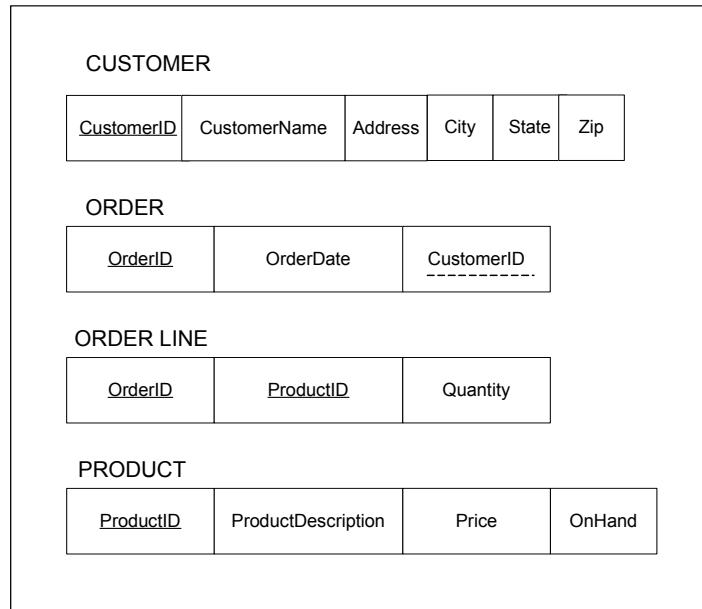 CUSTOMER
CustomerID CustomerName Address City State Zip
ORDER
OrderID OrderDate CustomerID
ORDER LINE
OrderID ProductID Quantity
PRODUCT
ProductID ProductDescription Price OnHand